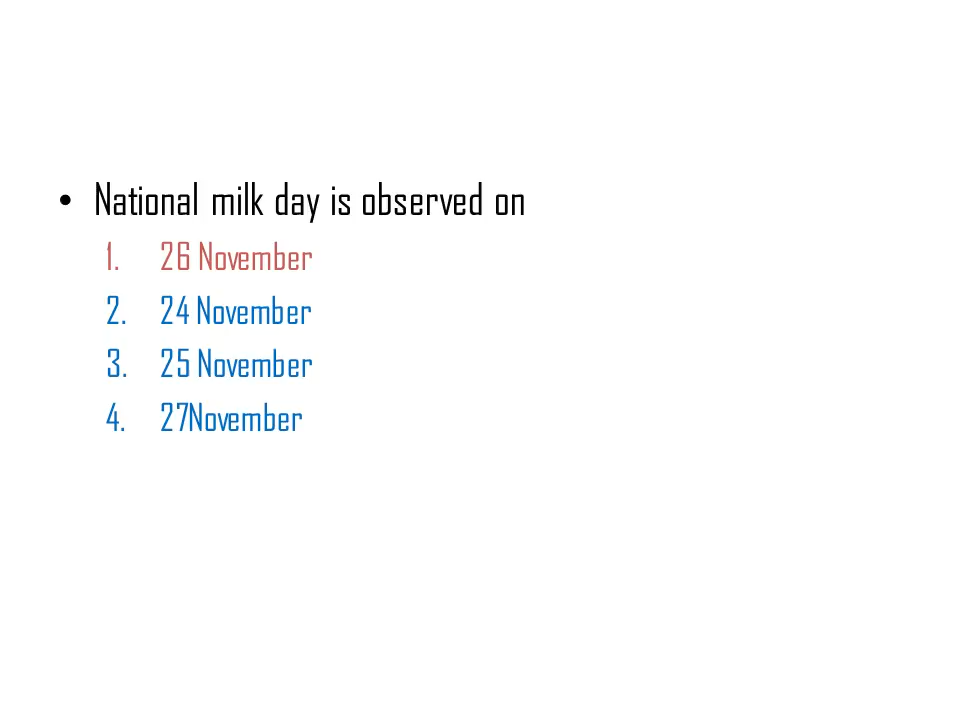 • National milk day is observed on
1. 26 November
2. 24 November
3. 25 November
4. 27November